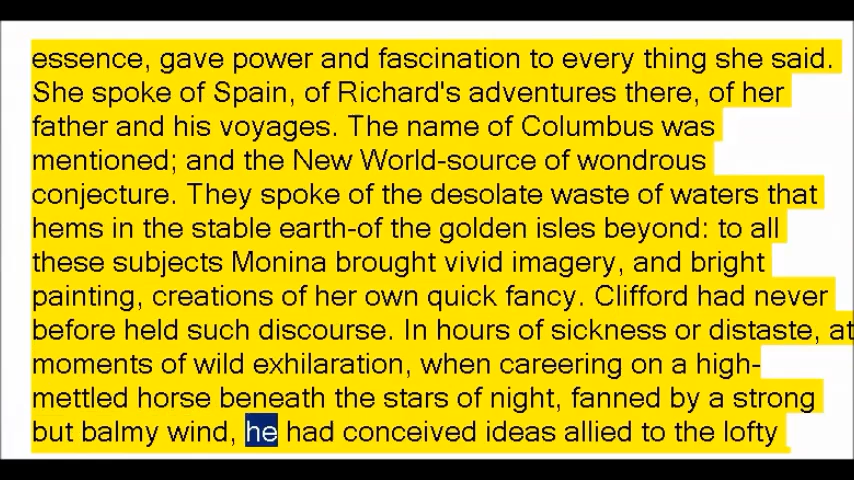 essence, gave power and fascination to every thing she said.
She spoke of Spain, of Richard's adventures there, of her
father and his voyages. The name of Columbus was
mentioned; and the New World-source of wondrous
conjecture. They spoke of the desolate waste of waters that
hems in the stable earth-of the golden isles beyond: to all
these subjects Monina brought vivid imagery, and bright
painting, creations of her own quick fancy. Clifford had never
before held such discourse. In hours of sickness or distaste, at
moments of wild exhilaration, when careering on a high-
mettled horse beneath the stars of night, fanned by a strong
but balmy wind, he had conceived ideas allied to the lofty